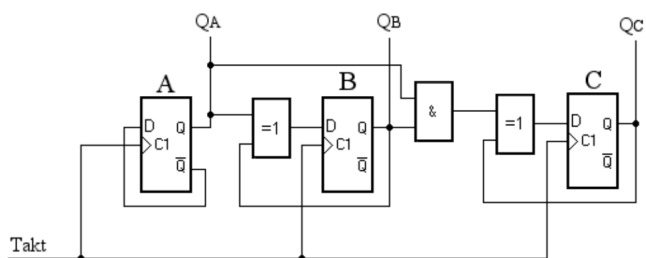 QA QB QC
A B C
D Q =1 D Q & =1 D Q
C1 C1 C1
Q̅ Q̅ Q̅
Takt